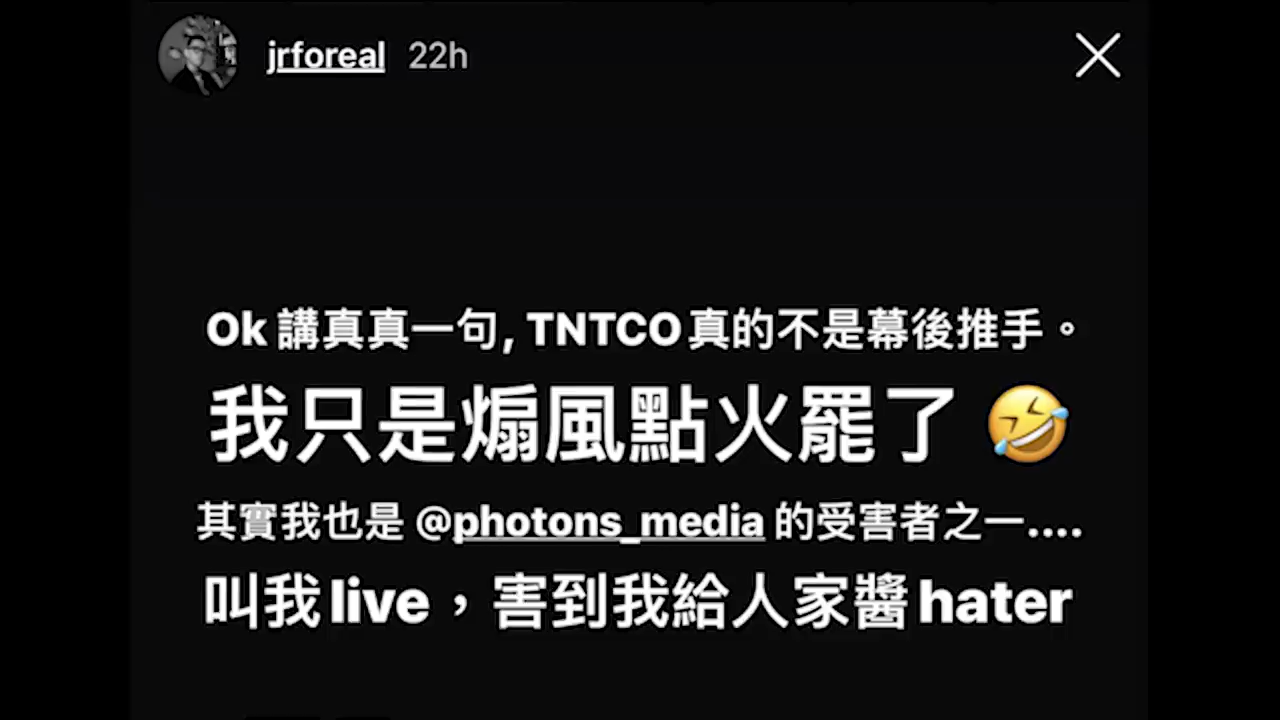 jrforeal 22h
Ok 講真真一句, TNTCO 真的不是幕後推手。
我只是煽風點火罷了 🤣
其實我也是 @photons_media 的受害者之一....
叫我 live，害到我給人家醬 hater